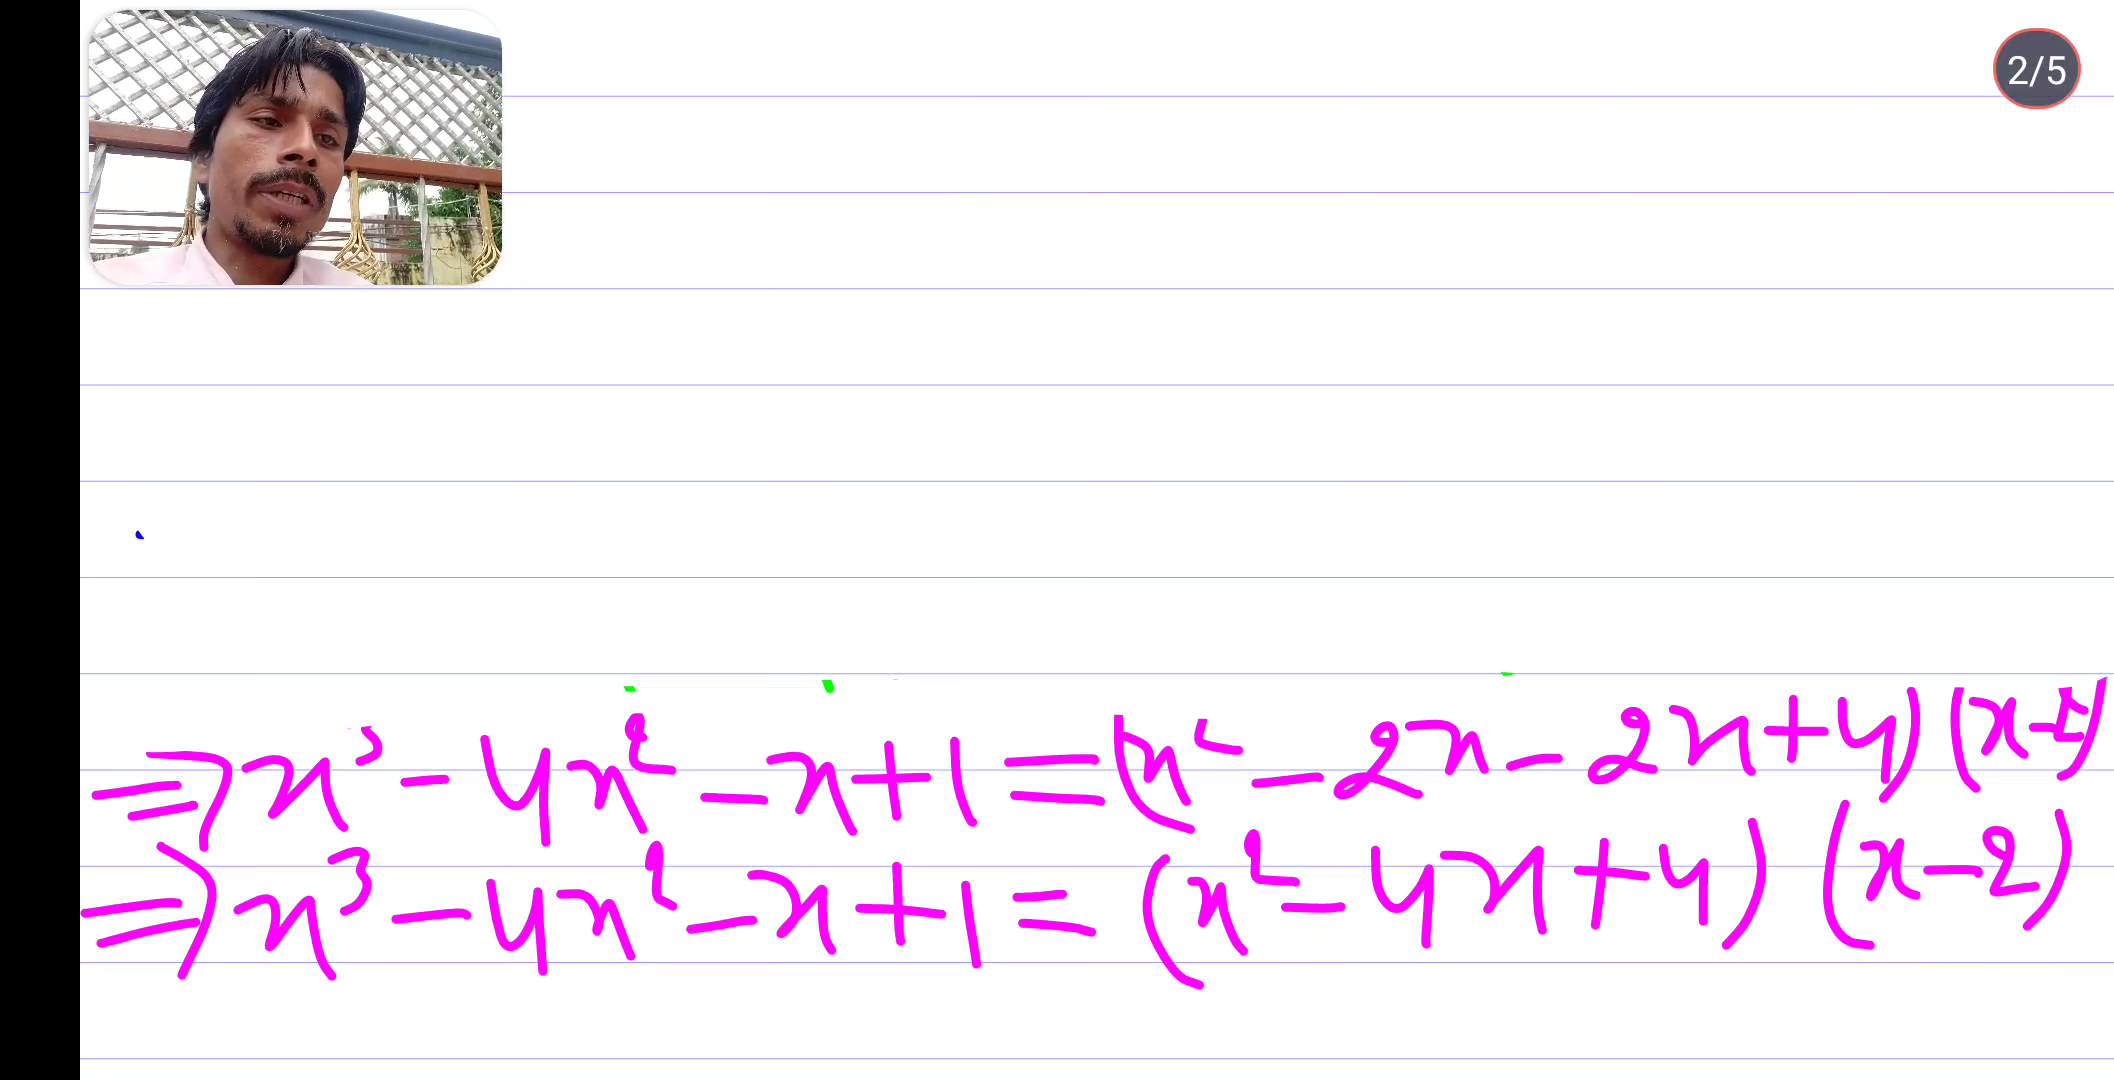 2/5
⇒ x³ - 4x² - x + 1 = (x² - 2x - 2x + 4) (x - 2)
⇒ x³ - 4x² - x + 1 = (x² - 4x + 4) (x - 2)